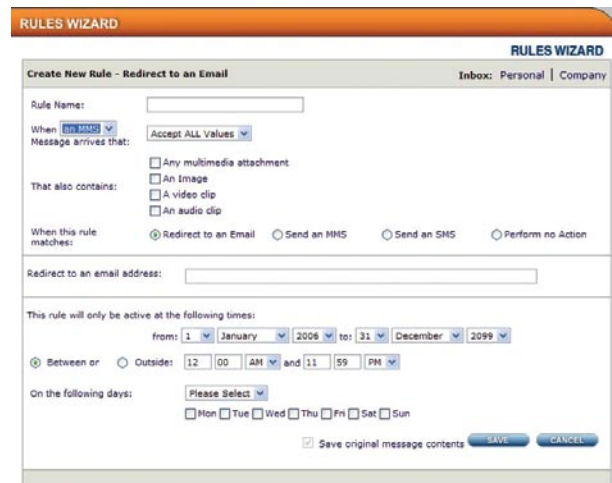 RULES WIZARD
RULES WIZARD
Create New Rule - Redirect to an Email Inbox: Personal | Company
Rule Name:
When an MMS Accept ALL Values
Message arrives that:
Any multimedia attachment
An Image
That also contains:
A video clip
An audio clip
When this rule matches: Redirect to an Email Send an MMS Send an SMS Perform no Action
Redirect to an email address:
This rule will only be active at the following times:
from: 1 January 2006 to: 31 December 2099
Between or Outside: 12 00 AM and 11 59 PM
On the following days: Please Select
Mon Tue Wed Thu Fri Sat Sun
Save original message contents SAVE CANCEL